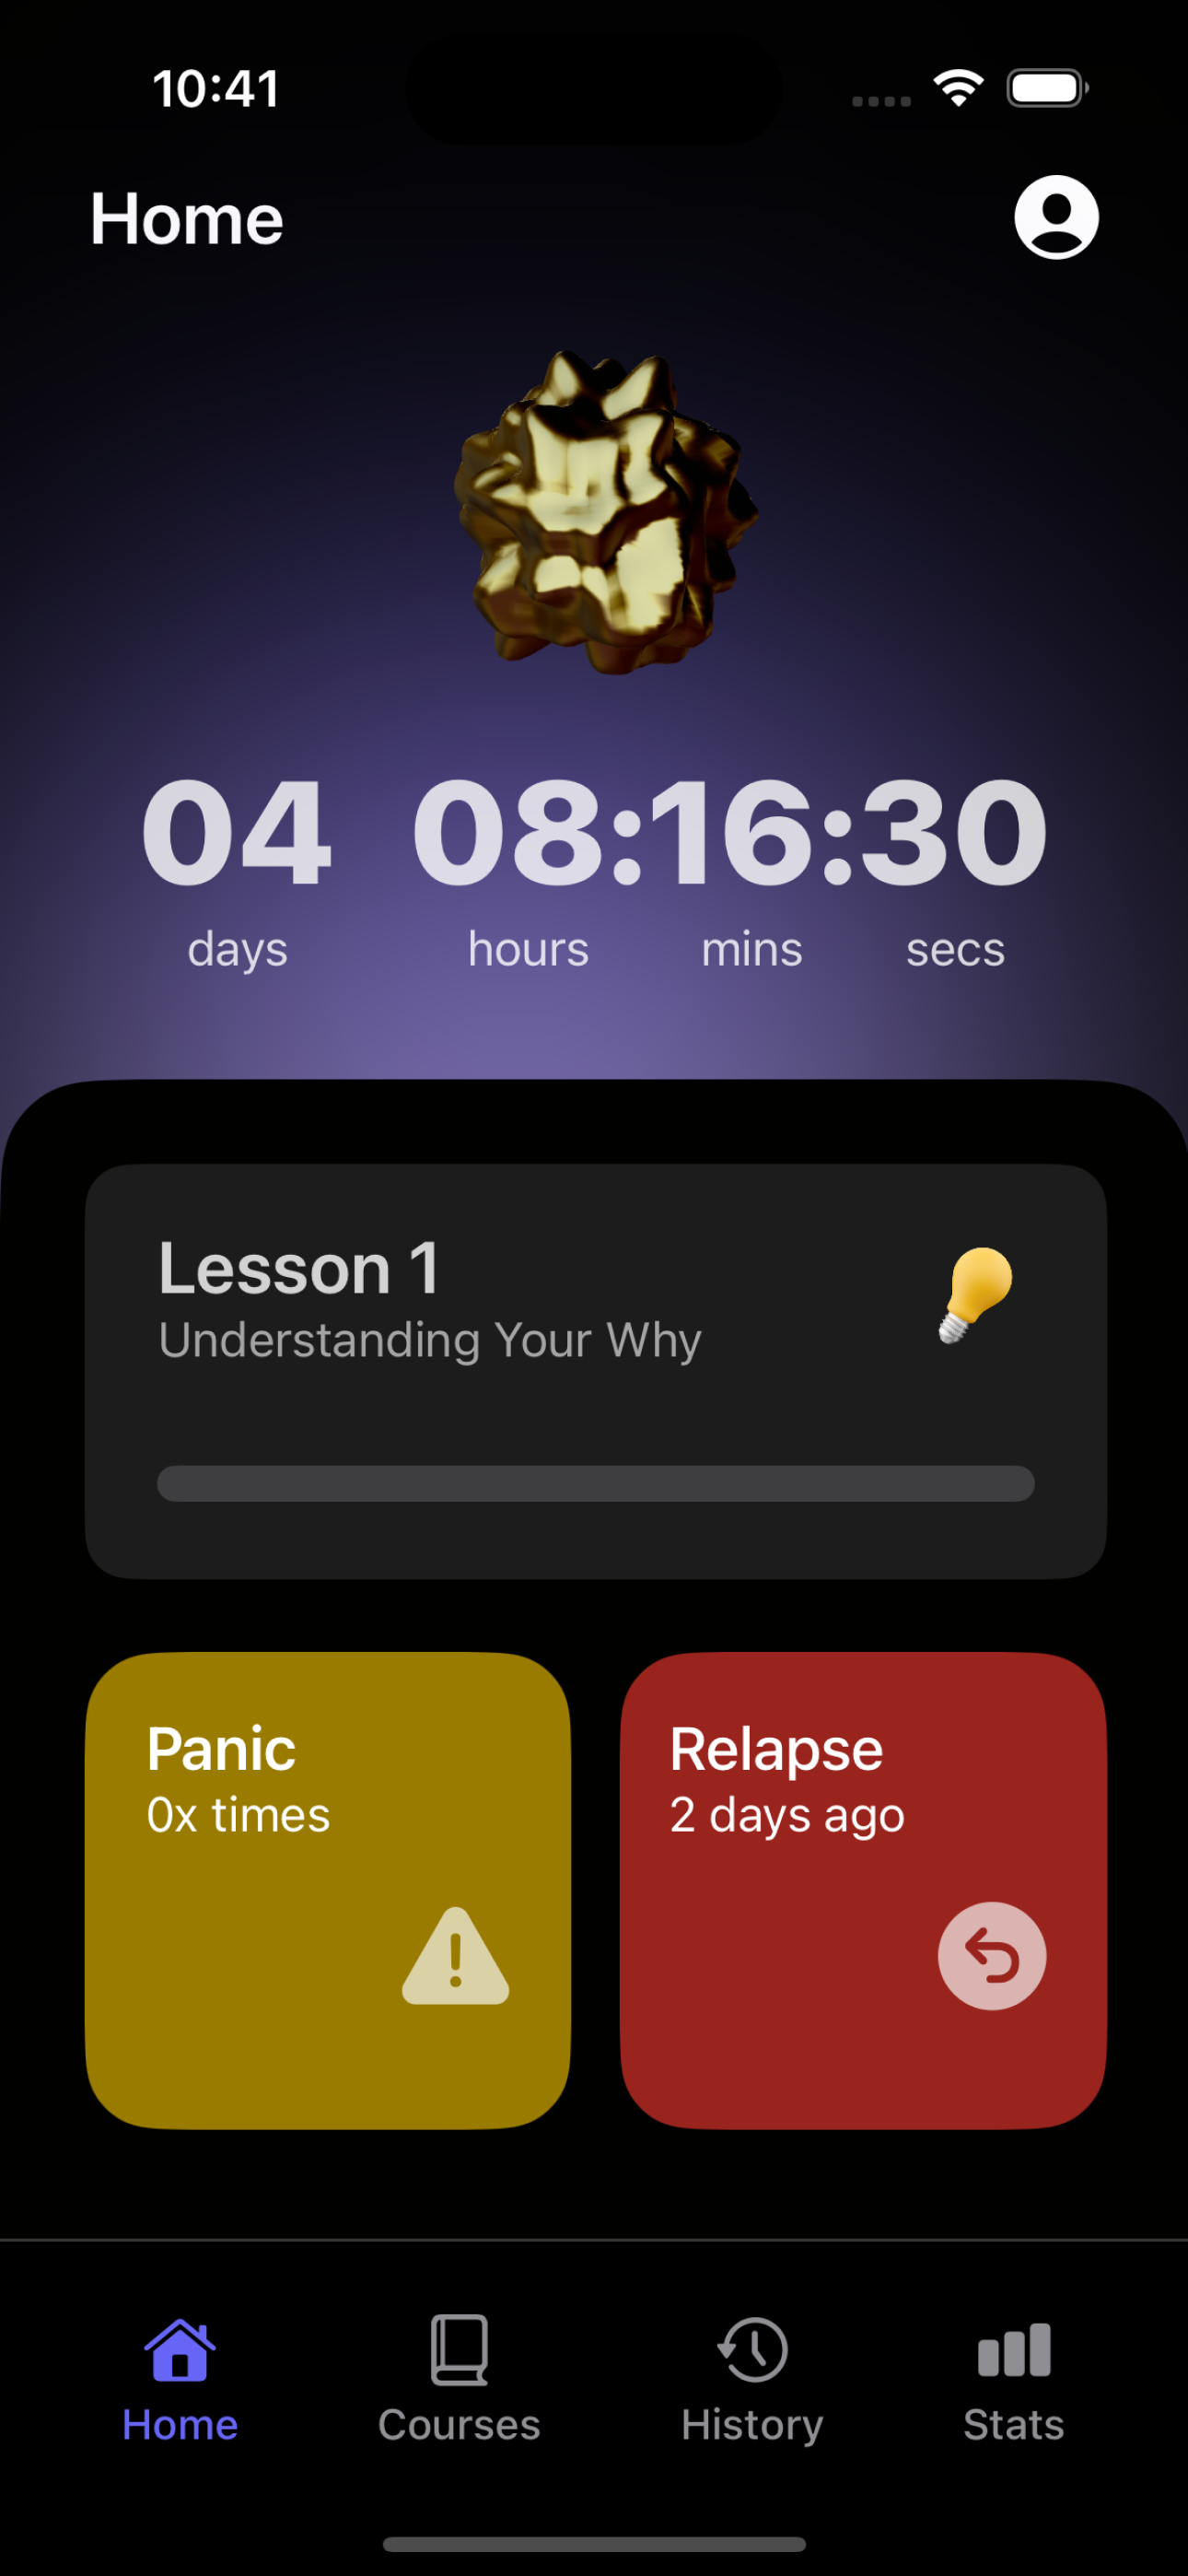 10:41
Home
04 08:16:30
days hours mins secs
Lesson 1
Understanding Your Why
Panic
0x times
Relapse
2 days ago
Home Courses History Stats